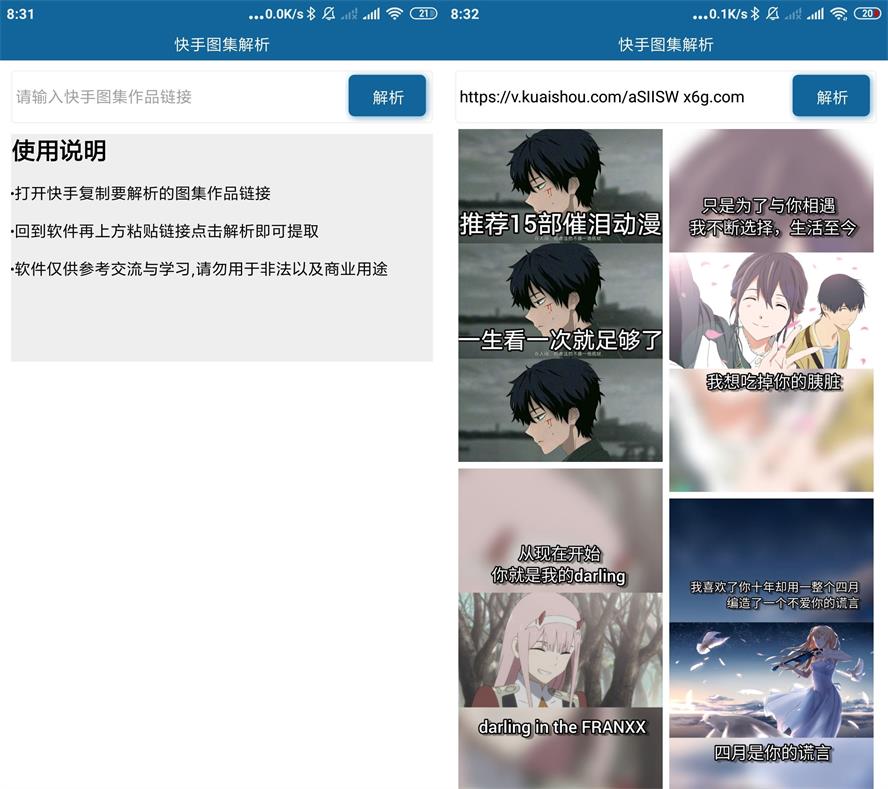 8:31
...0.0K/s
21
快手图集解析
请输入快手图集作品链接
解析
使用说明
·打开快手复制要解析的图集作品链接
·回到软件再上方粘贴链接点击解析即可提取
·软件仅供参考交流与学习,请勿用于非法以及商业用途
8:32
...0.1K/s
20
快手图集解析
https://v.kuaishou.com/aSIISW x6g.com
解析
推荐15部催泪动漫
一生看一次就足够了
只是为了与你相遇
我不断选择，生活至今
我想吃掉你的胰脏
从现在开始
你就是我的darling
darling in the FRANXX
我喜欢了你十年却用一整个四月
编造了一个不爱你的谎言
四月是你的谎言